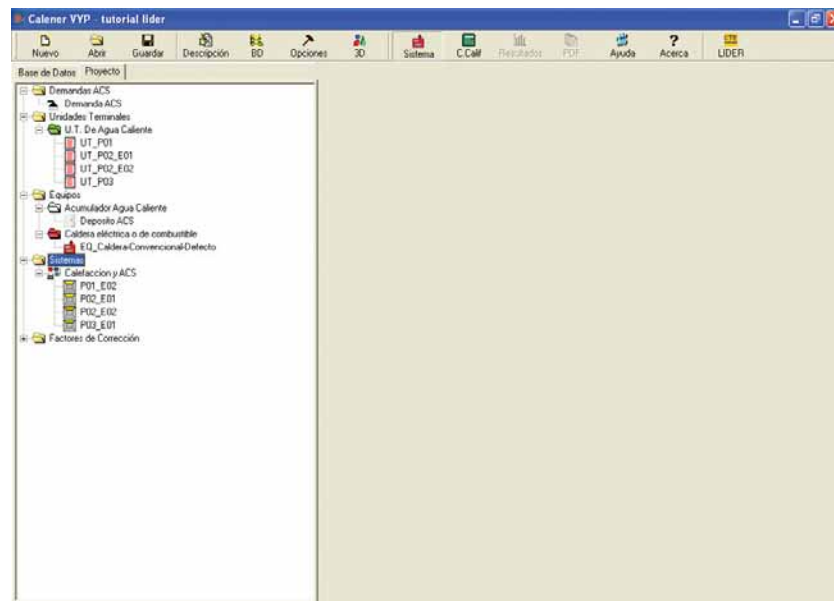 Calener VYP - tutorial lider
Nuevo Abrir Guardar Descripción BD Opciones 3D Sistema C.Calif Resultados PDF Ayuda Acerca LIDER
Base de Datos Proyecto
Demandas ACS
Demanda ACS
Unidades Terminales
U.T. De Agua Caliente
UT_P01
UT_P02_E01
UT_P02_E02
UT_P03
Equipos
Acumulador Agua Caliente
Deposito ACS
Caldera eléctrica o de combustible
EQ_Caldera-Convencional-Defecto
Sistemas
Calefaccion y ACS
P01_E02
P02_E01
P02_E02
P03_E01
Factores de Corrección